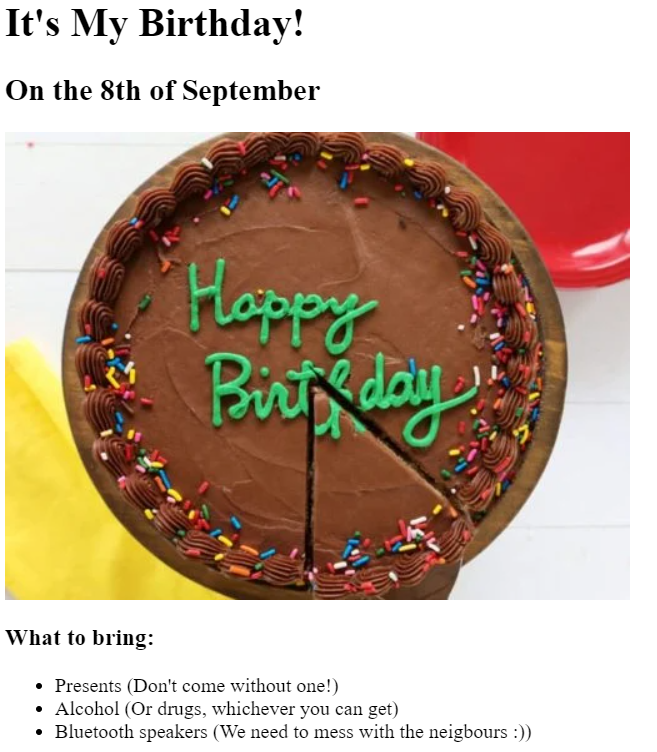 It's My Birthday!
On the 8th of September
Happy
Birthday
What to bring:
Presents (Don't come without one!)
Alcohol (Or drugs, whichever you can get)
Bluetooth speakers (We need to mess with the neigbours :))